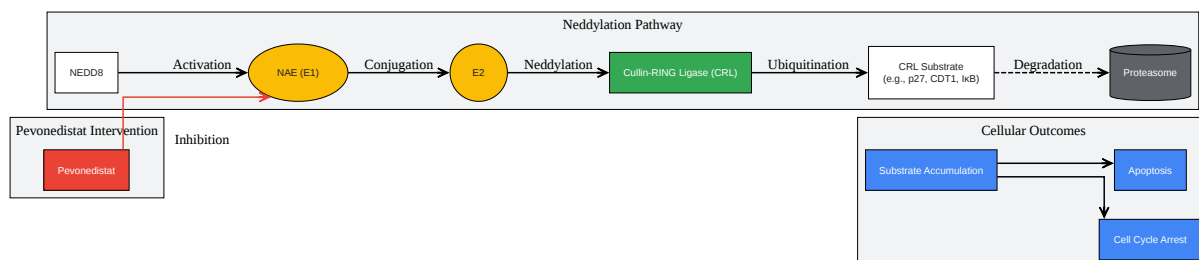 Neddylation Pathway
NEDD8
Activation
NAE (E1)
Conjugation
E2
Neddylation
Cullin-RING Ligase (CRL)
Ubiquitination
CRL Substrate
(e.g., p27, CDT1, IκB)
Degradation
Proteasome
Pevonedistat Intervention
Inhibition
Pevonedistat
Cellular Outcomes
Substrate Accumulation
Apoptosis
Cell Cycle Arrest